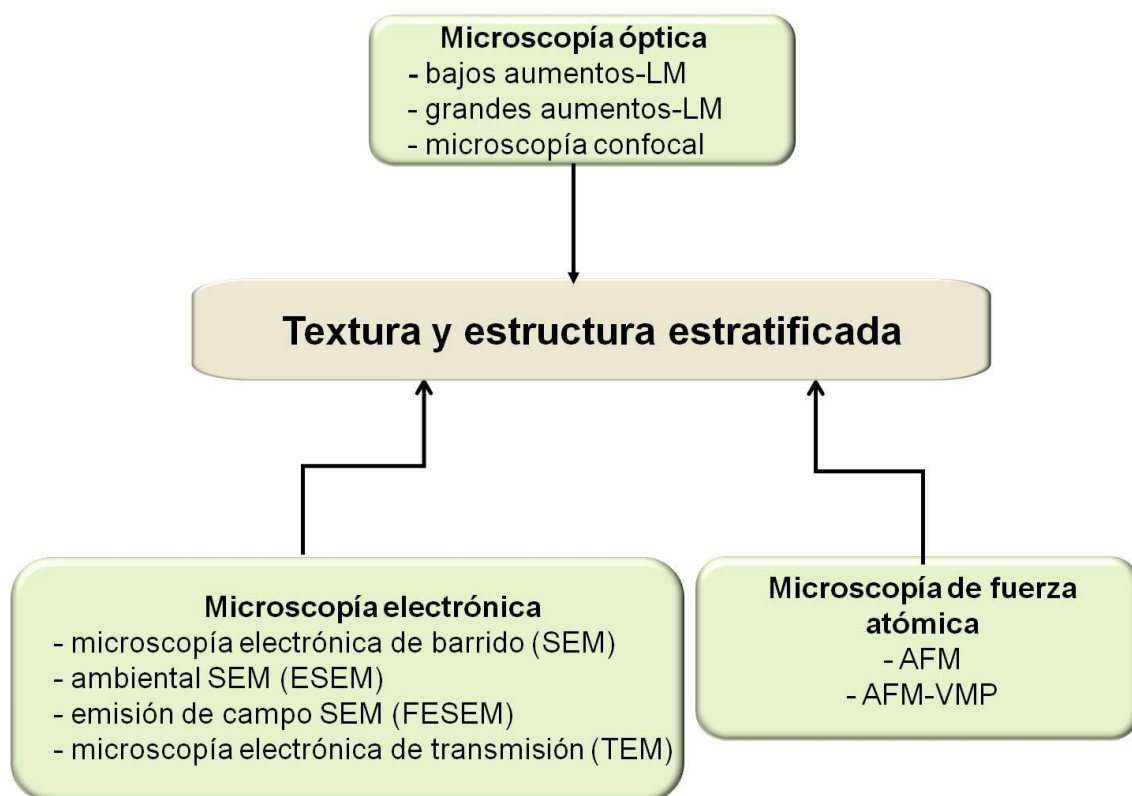 Microscopía óptica
- bajos aumentos-LM
- grandes aumentos-LM
- microscopía confocal
Textura y estructura estratificada
Microscopía electrónica
- microscopía electrónica de barrido (SEM)
- ambiental SEM (ESEM)
- emisión de campo SEM (FESEM)
- microscopía electrónica de transmisión (TEM)
Microscopía de fuerza
atómica
- AFM
- AFM-VMP